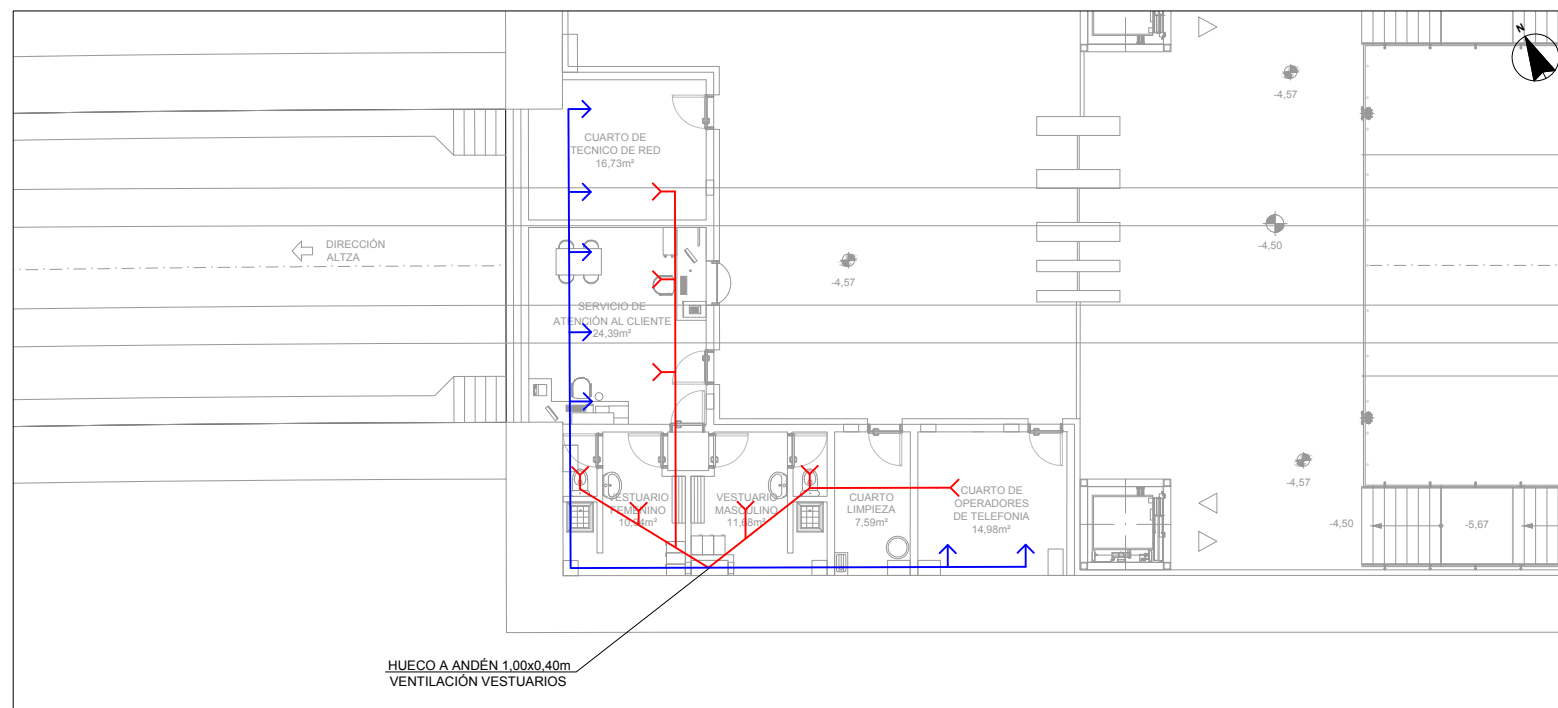 N
-4,57
CUARTO DE
TECNICO DE RED
16,73m²
DIRECCIÓN
ALTZA
-4,50
-4,57
SERVICIO DE
ATENCIÓN AL CLIENTE
24,39m²
VESTUARIO
FEMENINO
VESTUARIO
MASCULINO
11,68m²
CUARTO
LIMPIEZA
7,59m²
CUARTO DE
OPERADORES
DE TELEFONIA
14,98m²
-4,57
-4,50
-5,67
HUECO A ANDÉN 1,00x0,40m
VENTILACIÓN VESTUARIOS